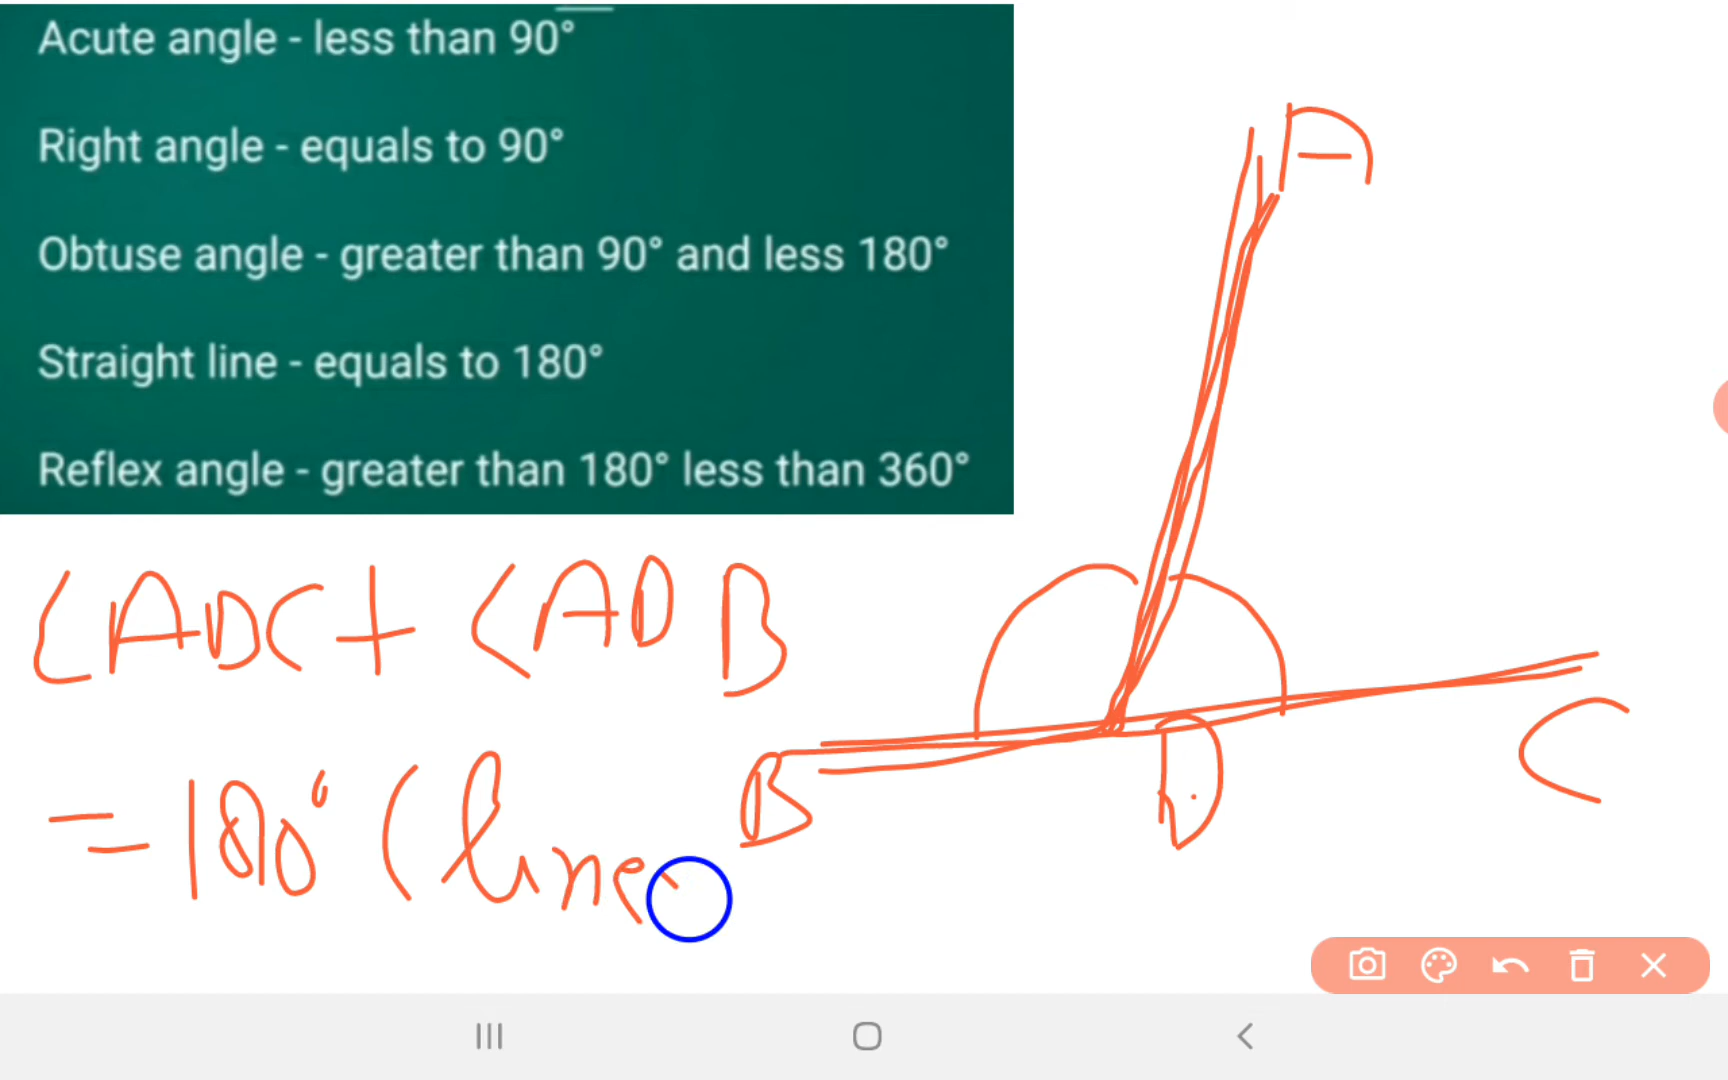 Acute angle - less than 90°
Right angle - equals to 90°
Obtuse angle - greater than 90° and less 180°
Straight line - equals to 180°
Reflex angle - greater than 180° less than 360°
∠ADC + ∠ADB
= 180° (line
A
B
D
C